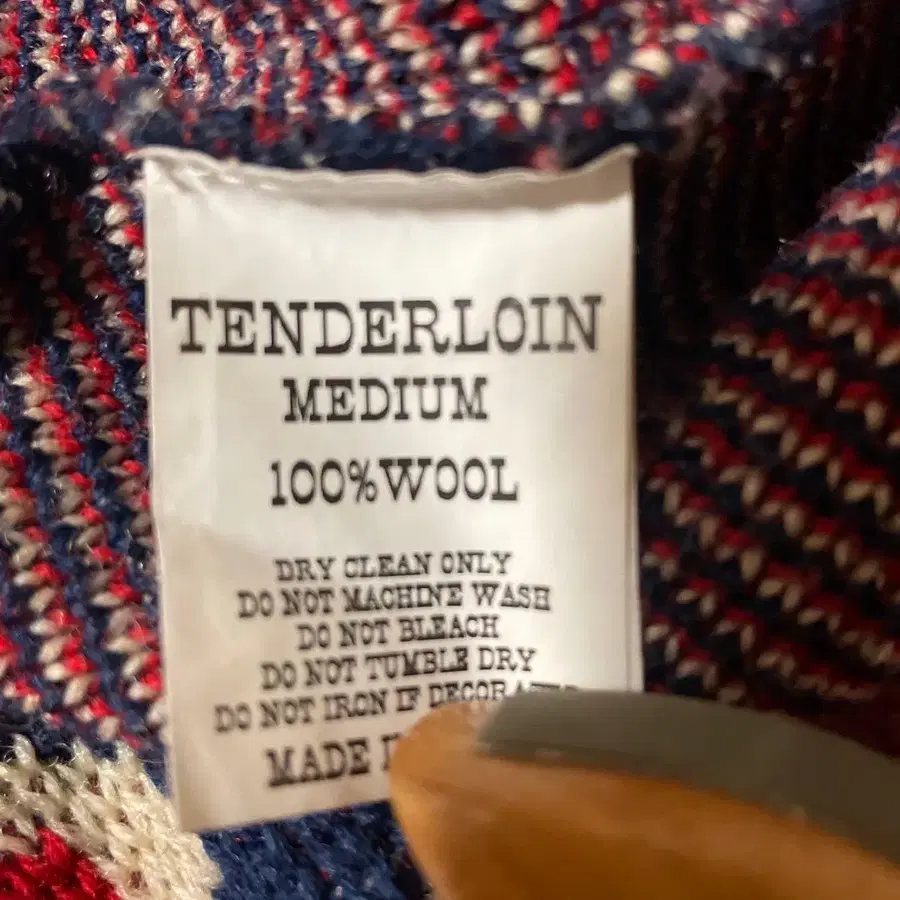 TENDERLOIN
MEDIUM
100%WOOL
DRY CLEAN ONLY
DO NOT MACHINE WASH
DO NOT BLEACH
DO NOT TUMBLE DRY
DO NOT IRON IF
MADE